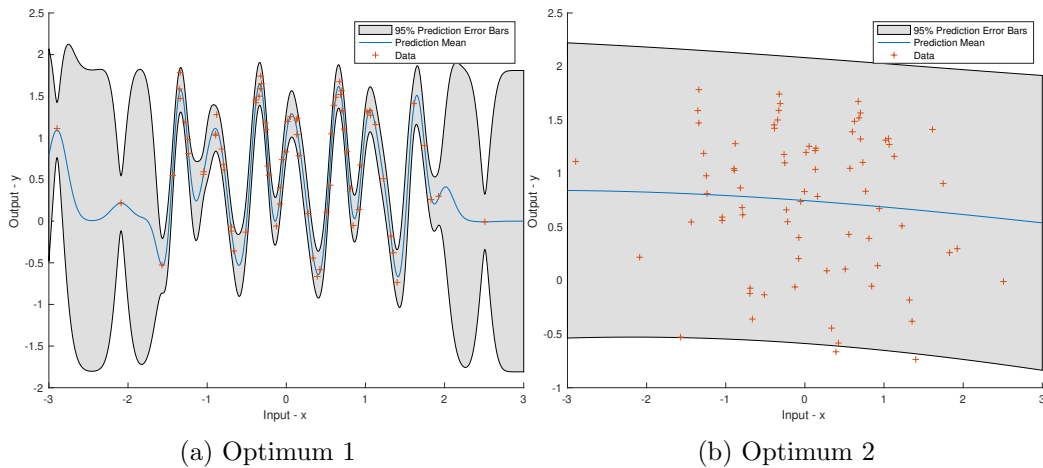 2.5
2
1.5
1
0.5
0
-0.5
-1
-1.5
-2
Output - y
-3
-2
-1
0
1
2
3
Input - x
95% Prediction Error Bars
Prediction Mean
Data
(a) Optimum 1
2.5
2
1.5
1
0.5
0
-0.5
-1
Output - y
-3
-2
-1
0
1
2
3
Input - x
95% Prediction Error Bars
Prediction Mean
Data
(b) Optimum 2